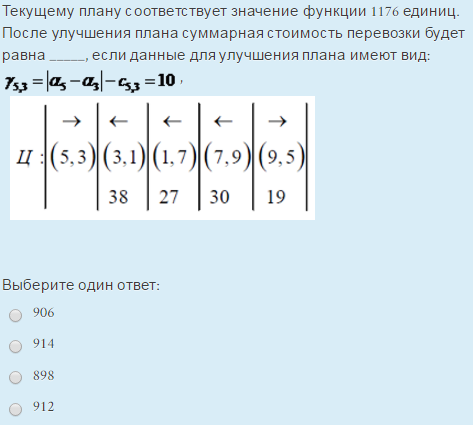 Текущему плану соответствует значение функции 1176 единиц.
После улучшения плана суммарная стоимость перевозки будет
равна _____, если данные для улучшения плана имеют вид:
γ₅,₃ = |α₅ − α₃| − c₅,₃ = 10 ,
→ ← ← ← →
Ц : (5,3) (3,1) (1,7) (7,9) (9,5)
38 27 30 19
Выберите один ответ:
906
914
898
912